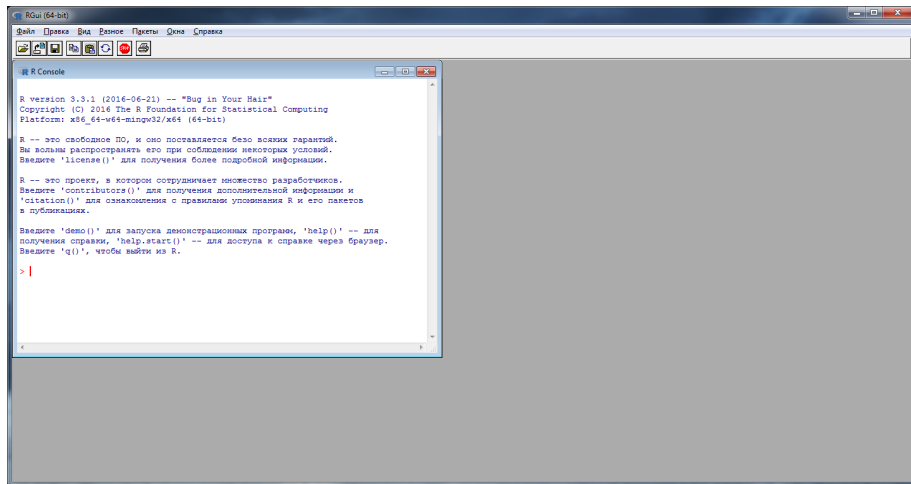 RGui (64-bit)
Файл Правка Вид Разное Пакеты Окна Справка
STOP
R Console
R version 3.3.1 (2016-06-21) -- "Bug in Your Hair"
Copyright (C) 2016 The R Foundation for Statistical Computing
Platform: x86_64-w64-mingw32/x64 (64-bit)
R -- это свободное ПО, и оно поставляется безо всяких гарантий.
Вы вольны распространять его при соблюдении некоторых условий.
Введите 'license()' для получения более подробной информации.
R -- это проект, в котором сотрудничает множество разработчиков.
Введите 'contributors()' для получения дополнительной информации и
'citation()' для ознакомления с правилами упоминания R и его пакетов
в публикациях.
Введите 'demo()' для запуска демонстрационных программ, 'help()' -- для
получения справки, 'help.start()' -- для доступа к справке через браузер.
Введите 'q()', чтобы выйти из R.
>